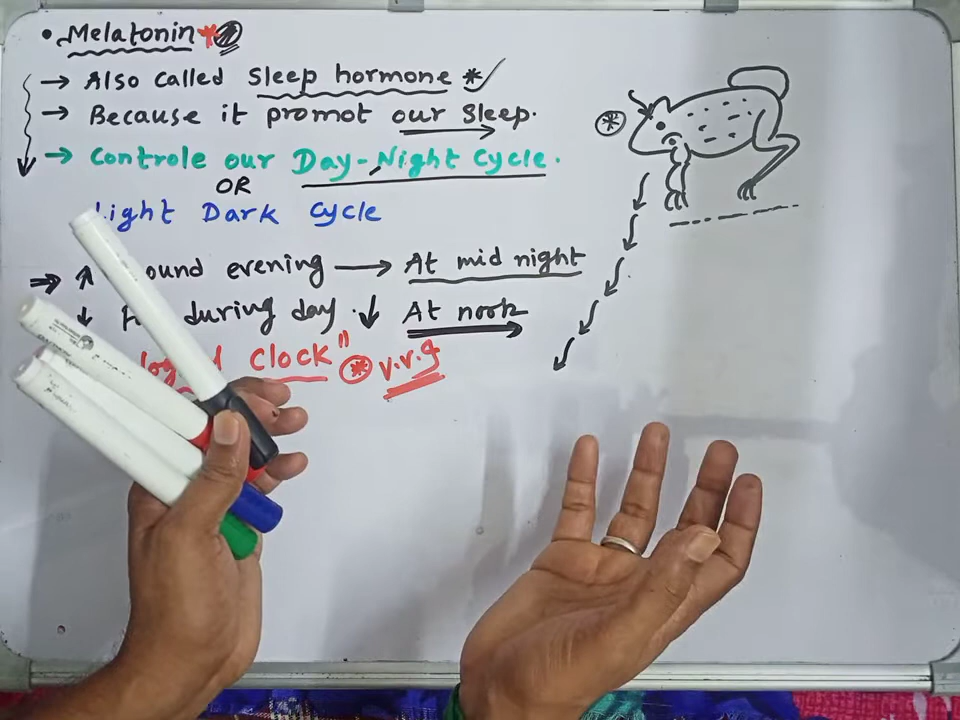 • Melatonin
→ Also called Sleep hormone
→ Because it promot our Sleep.
→ Controle our Day-Night Cycle.
OR
Light Dark Cycle
⇒ ↑ ound evening → At mid night
↓ during day. ↓ At noon
Clock" V.V.g